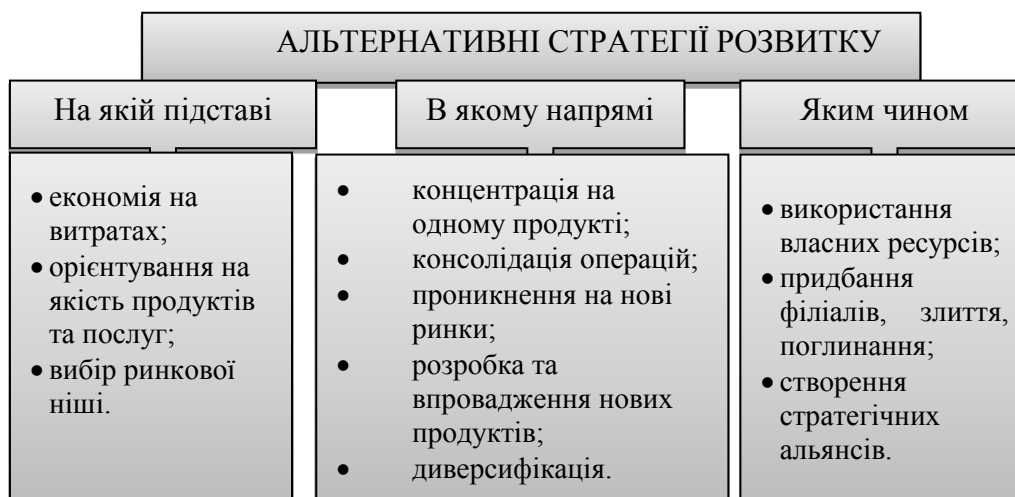 АЛЬТЕРНАТИВНІ СТРАТЕГІЇ РОЗВИТКУ
На якій підставі
• економія на
витратах;
• орієнтування на
якість продуктів
та послуг;
• вибір ринкової
ніші.
В якому напрямі
• концентрація на
одному продукті;
• консолідація операцій;
• проникнення на нові
ринки;
• розробка та
впровадження нових
продуктів;
• диверсифікація.
Яким чином
• використання
власних ресурсів;
• придбання
філіалів, злиття,
поглинання;
• створення
стратегічних
альянсів.